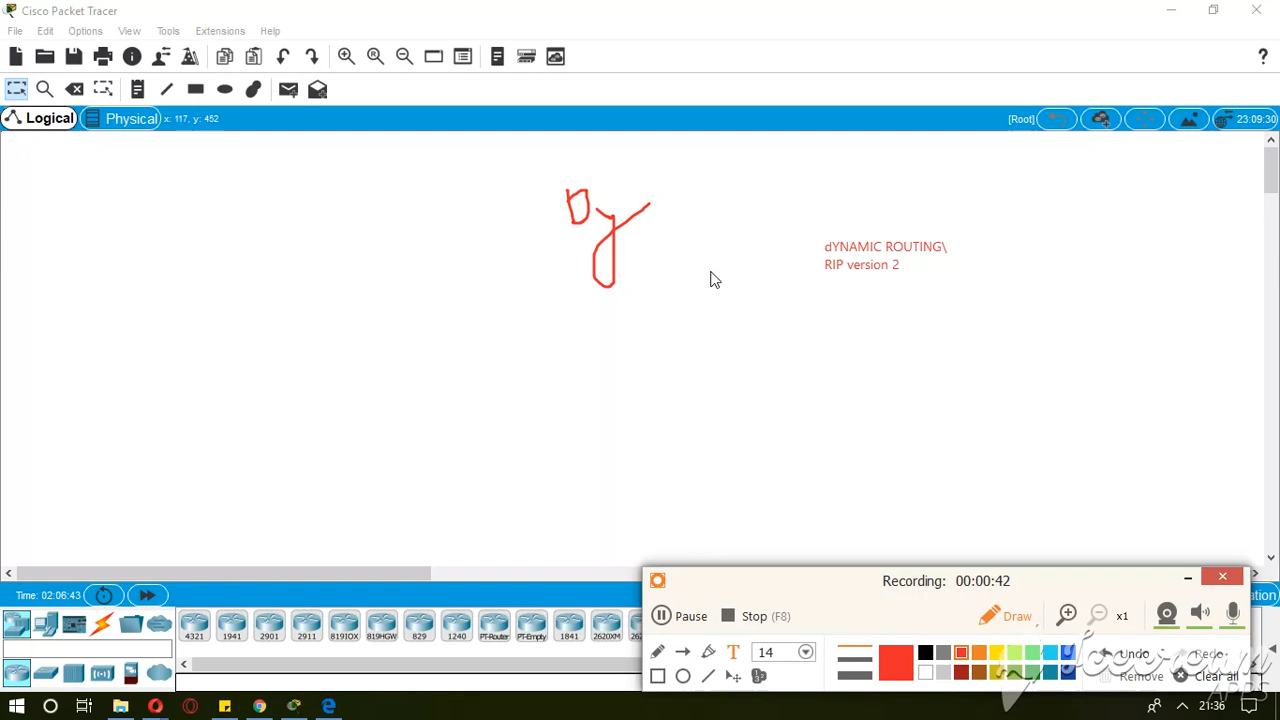 Cisco Packet Tracer
File Edit Options View Tools Extensions Help
?
Logical Physical x: 117, y: 452 [Root] 23:09:30
Dy
dYNAMIC ROUTING\
RIP version 2
Time: 02:06:43
4321 1941 2901 2911 819IOX 819HGW 829 1240 PT-Router PT-Empty 1841 2620XM
Recording: 00:00:42
Pause Stop (F8) Draw x1
T 14 Undo Redo
Remove Clear all
APPS
21:36